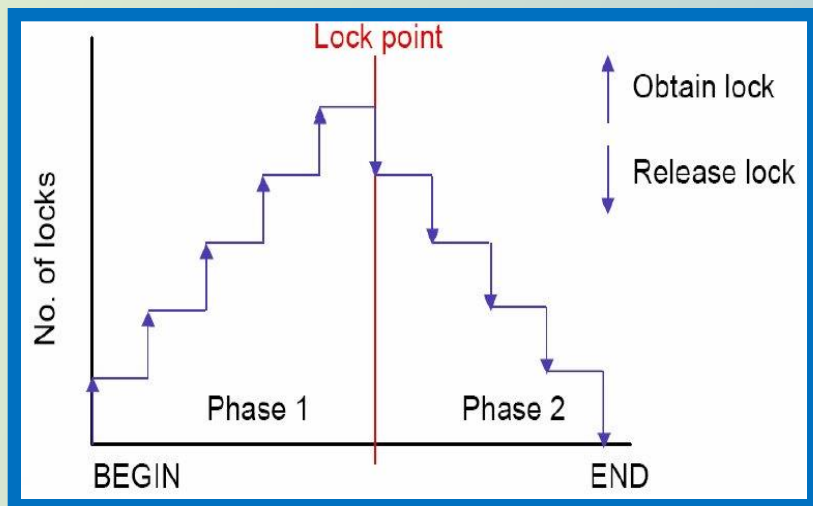 Lock point
Obtain lock
Release lock
No. of locks
Phase 1
Phase 2
BEGIN
END